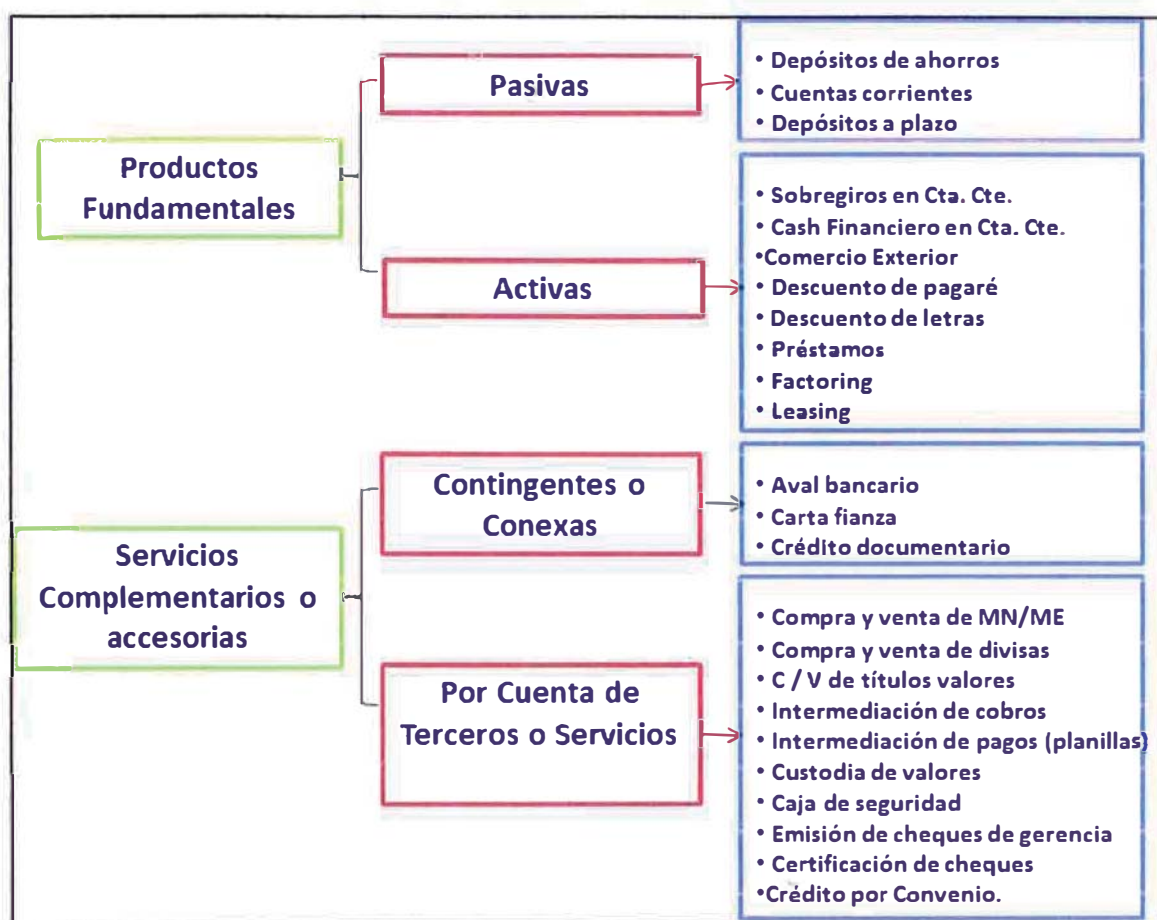 Productos
Fundamentales
Pasivas
• Depósitos de ahorros
• Cuentas corrientes
• Depósitos a plazo
Activas
• Sobregiros en Cta. Cte.
• Cash Financiero en Cta. Cte.
•Comercio Exterior
• Descuento de pagaré
• Descuento de letras
• Préstamos
• Factoring
• Leasing
Servicios
Complementarios o
accesorias
Contingentes o
Conexas
• Aval bancario
• Carta fianza
• Crédito documentario
Por Cuenta de
Terceros o Servicios
• Compra y venta de MN/ME
• Compra y venta de divisas
• C / V de títulos valores
• Intermediación de cobros
• Intermediación de pagos (planillas)
• Custodia de valores
• Caja de seguridad
• Emisión de cheques de gerencia
• Certificación de cheques
•Crédito por Convenio.